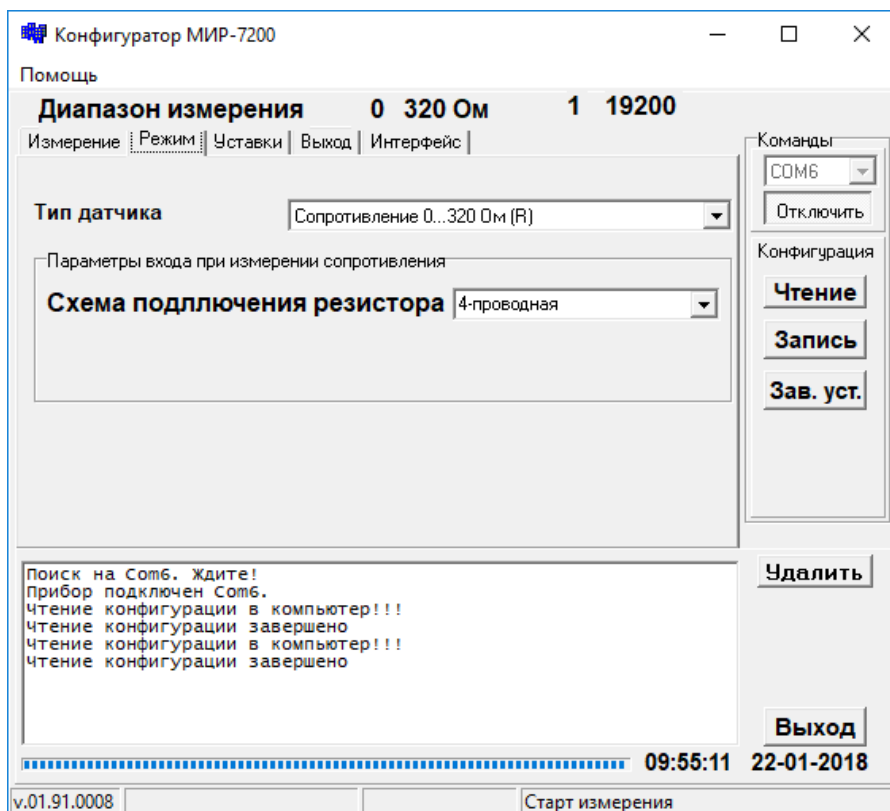 Конфигуратор МИР-7200
Помощь
Диапазон измерения 0 320 Ом 1 19200
Измерение Режим Уставки Выход Интерфейс
Команды
COM6
Отключить
Тип датчика Сопротивление 0...320 Ом (R)
Конфигурация
Параметры входа при измерении сопротивления
Чтение
Схема подллючения резистора 4-проводная
Запись
Зав. уст.
Поиск на Com6. Ждите!
Прибор подключен Com6.
Чтение конфигурации в компьютер!!!
Чтение конфигурации завершено
Чтение конфигурации в компьютер!!!
Чтение конфигурации завершено
Удалить
Выход
09:55:11 22-01-2018
v.01.91.0008 Старт измерения